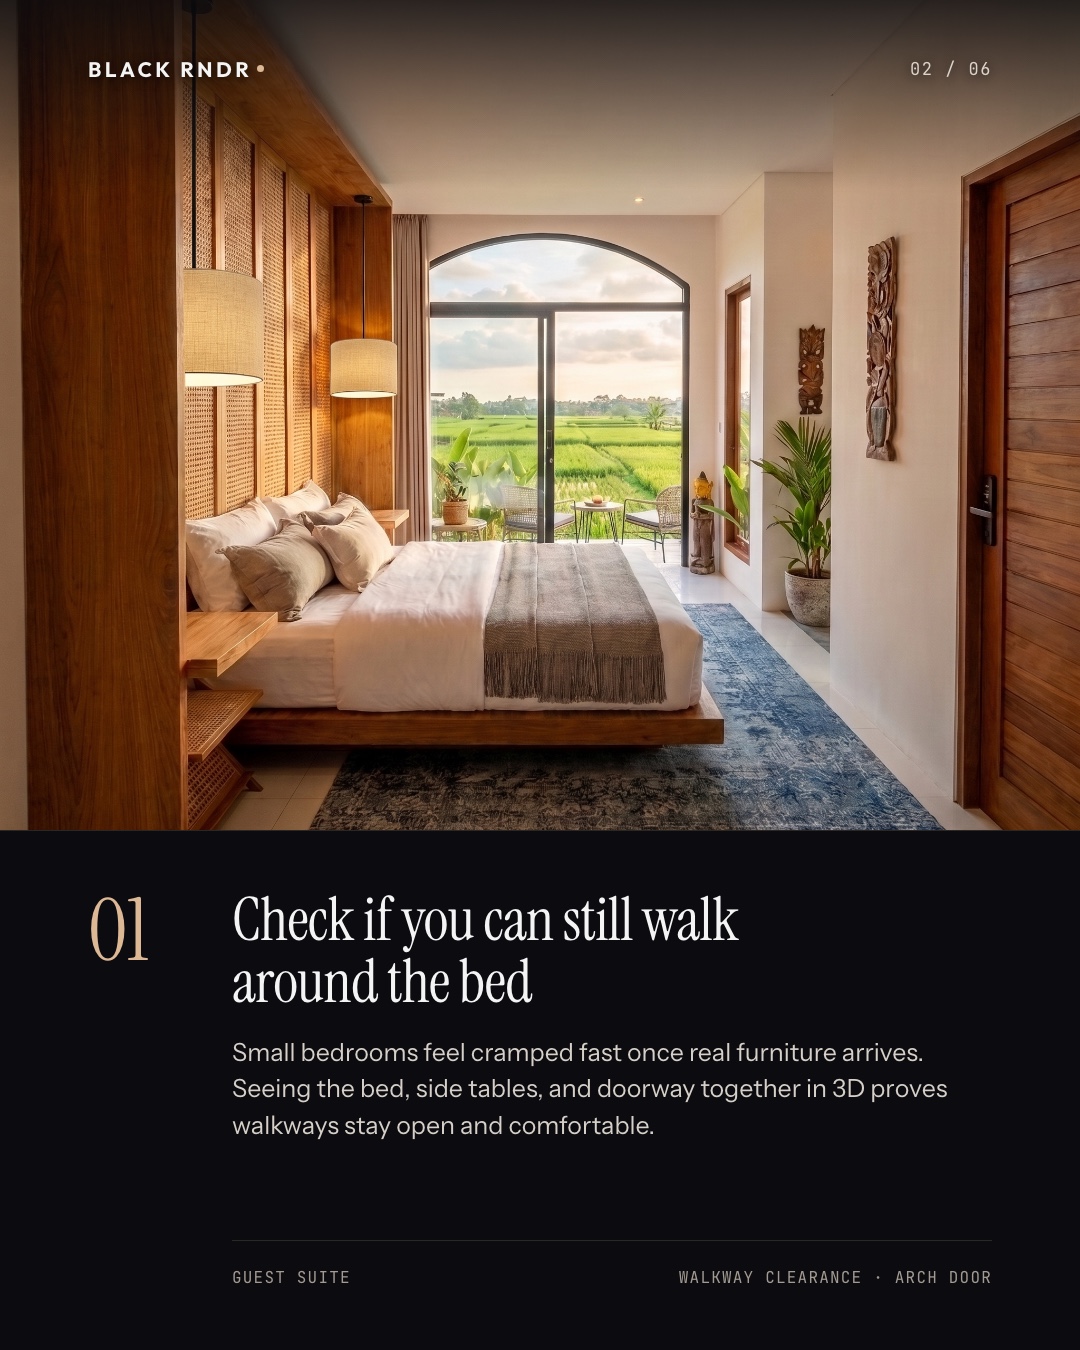 BLACK RNDR
02 / 06
01
Check if you can still walk
around the bed
Small bedrooms feel cramped fast once real furniture arrives.
Seeing the bed, side tables, and doorway together in 3D proves
walkways stay open and comfortable.
GUEST SUITE
WALKWAY CLEARANCE · ARCH DOOR